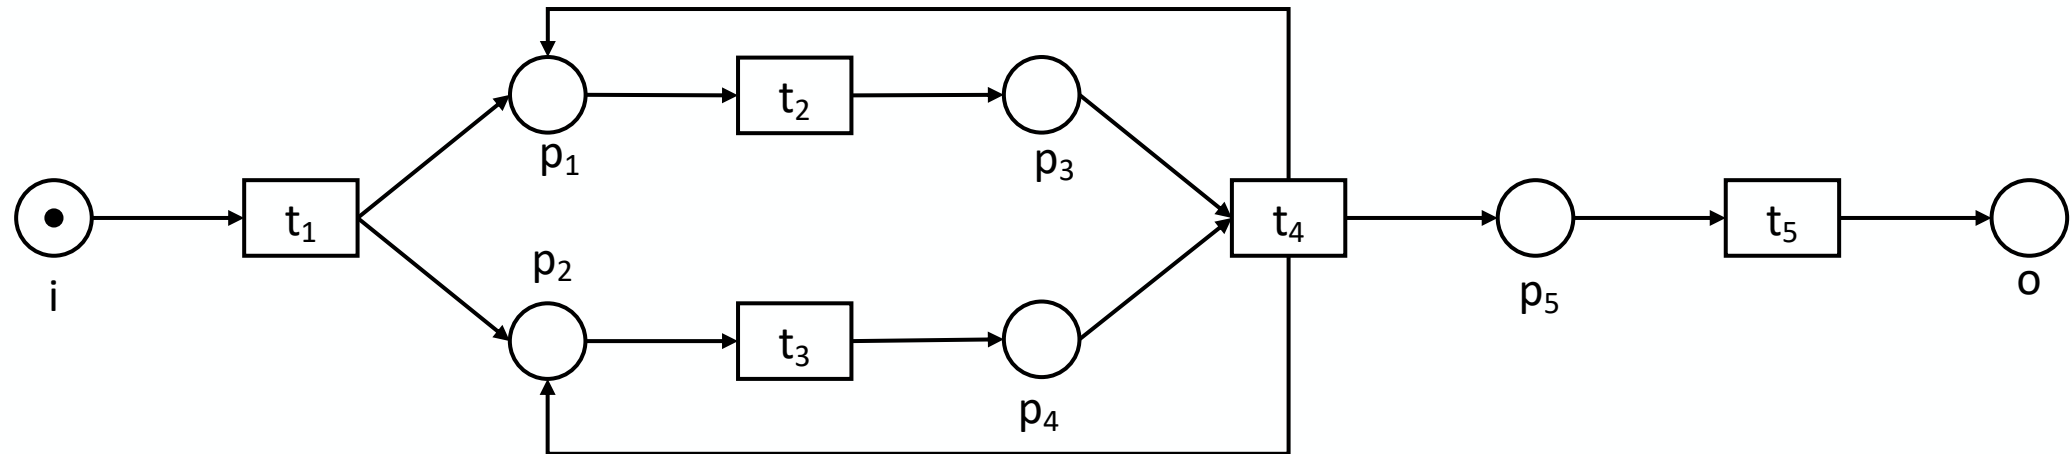 t₂
p₁
p₃
t₁
t₄
t₅
i
p₂
p₅
o
t₃
p₄